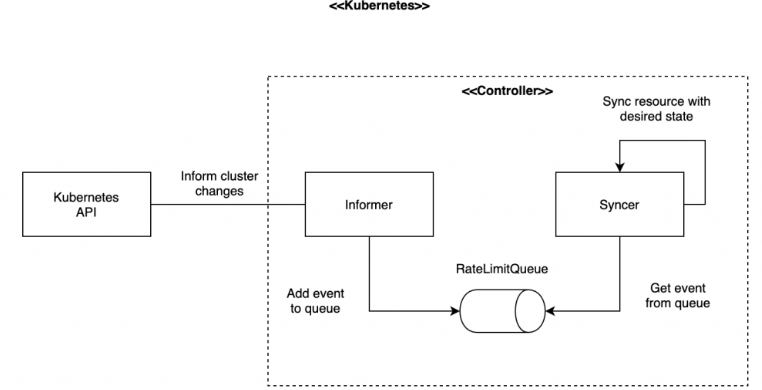 <<Kubernetes>>
<<Controller>>
Sync resource with
desired state
Inform cluster
changes
Kubernetes
API
Informer
Syncer
RateLimitQueue
Add event
to queue
Get event
from queue